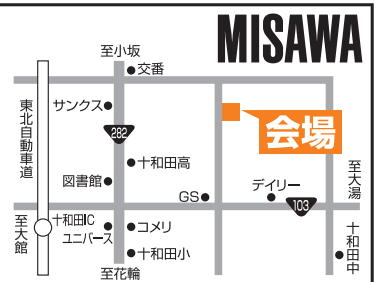 MISAWA
至小坂
交番
サンクス
東北自動車道
282
会場
十和田高
図書館
至大湯
デイリー
GS
103
十和田IC
コメリ
ユニバース
至大館
十和田小
十和田中
至花輪